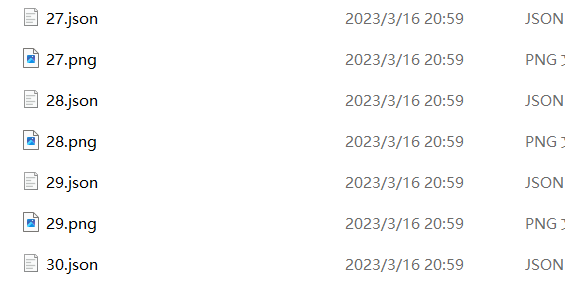 27.json 2023/3/16 20:59 JSON
27.png 2023/3/16 20:59 PNG
28.json 2023/3/16 20:59 JSON
28.png 2023/3/16 20:59 PNG
29.json 2023/3/16 20:59 JSON
29.png 2023/3/16 20:59 PNG
30.json 2023/3/16 20:59 JSON